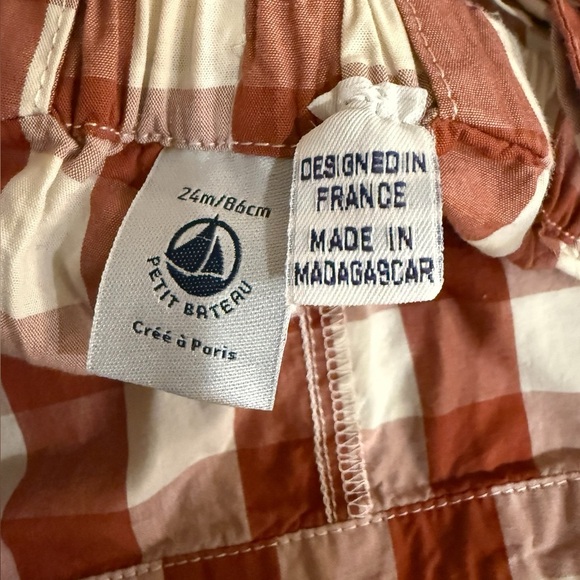 24m/86cm
PETIT BATEAU
Créé à Paris
DESIGNED IN
FRANCE
MADE IN
MADAGASCAR